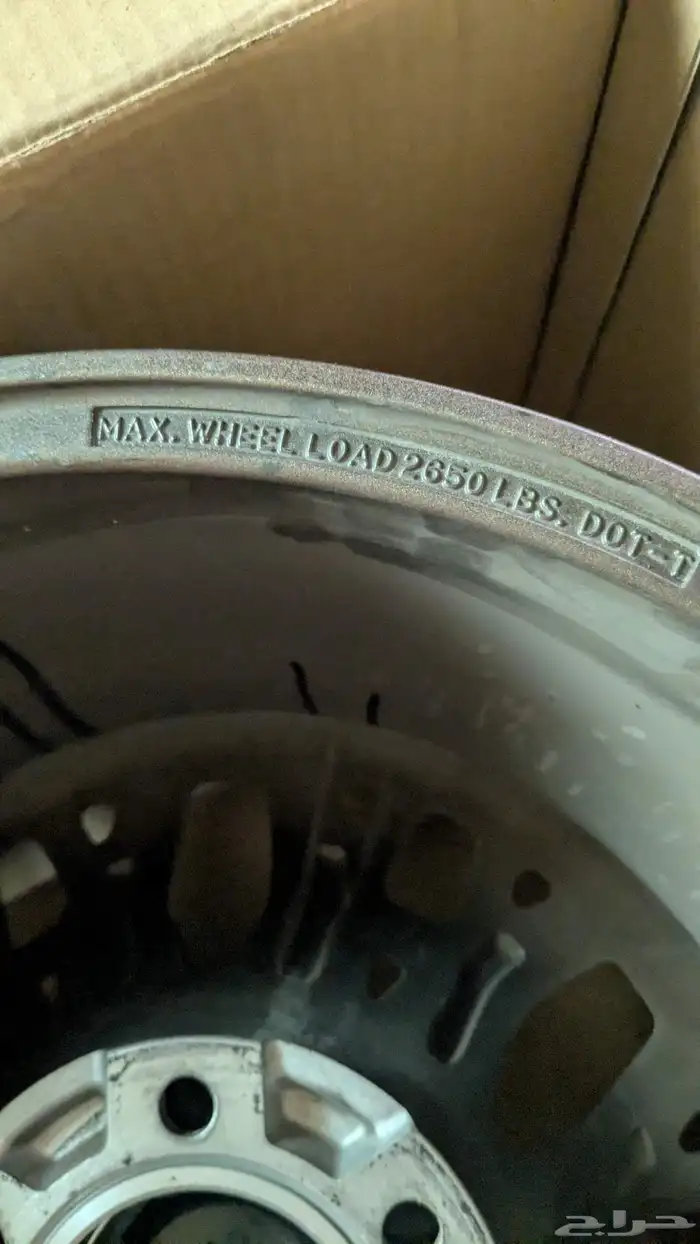 MAX. WHEEL LOAD 2650 LBS. DOT-T
حراج